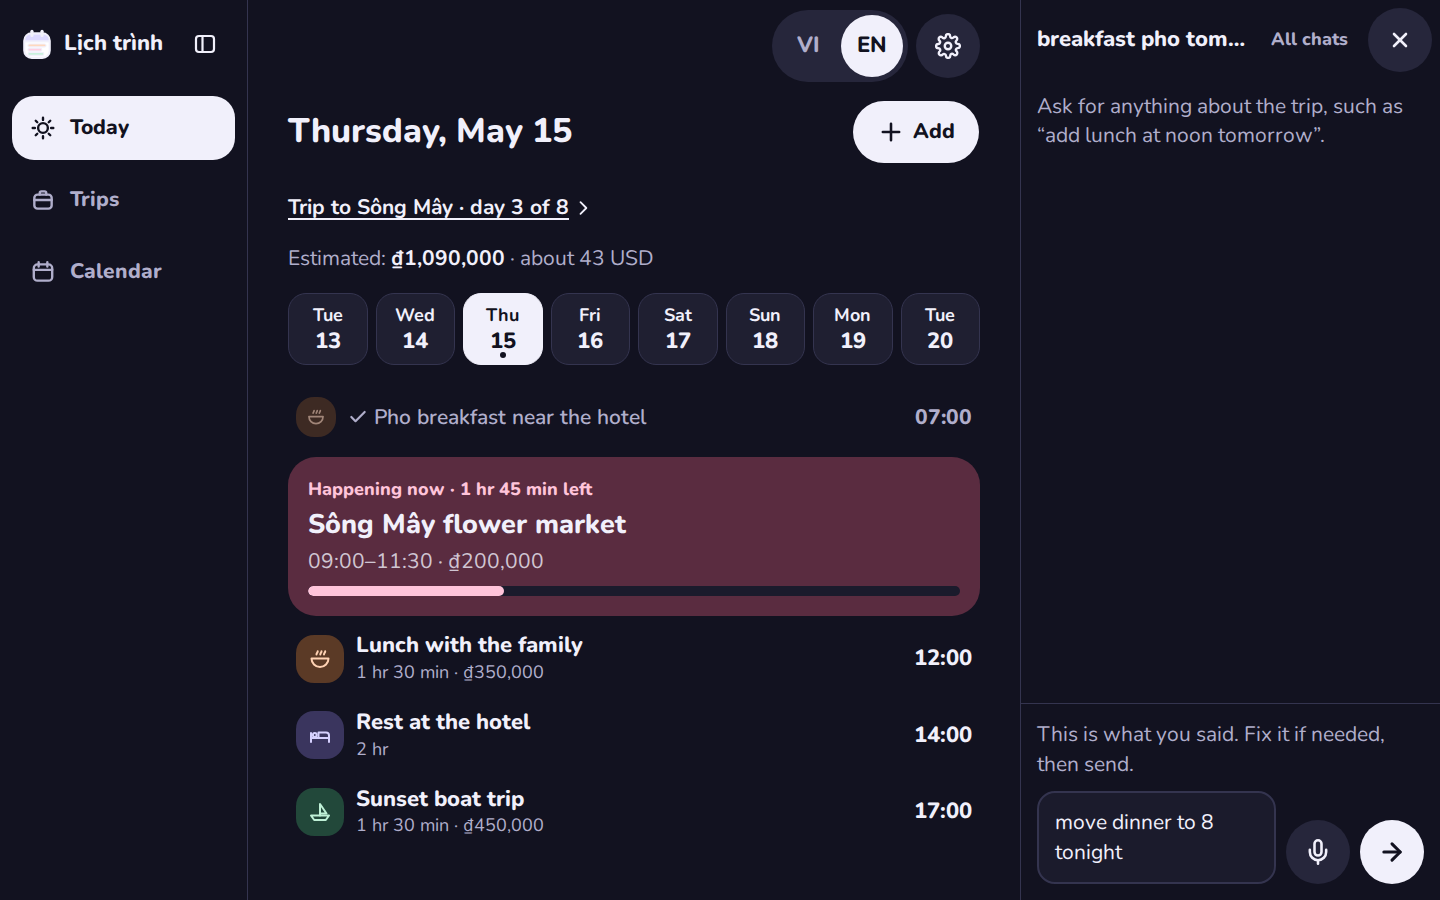 Lịch trình
Today
Trips
Calendar
VI
EN
Thursday, May 15
Add
Trip to Sông Mây · day 3 of 8
Estimated: ₫1,090,000 · about 43 USD
Tue
13
Wed
14
Thu
15
Fri
16
Sat
17
Sun
18
Mon
19
Tue
20
Pho breakfast near the hotel
07:00
Happening now · 1 hr 45 min left
Sông Mây flower market
09:00–11:30 · ₫200,000
Lunch with the family
1 hr 30 min · ₫350,000
12:00
Rest at the hotel
2 hr
14:00
Sunset boat trip
1 hr 30 min · ₫450,000
17:00
breakfast pho tom...
All chats
Ask for anything about the trip, such as
“add lunch at noon tomorrow”.
This is what you said. Fix it if needed,
then send.
move dinner to 8
tonight